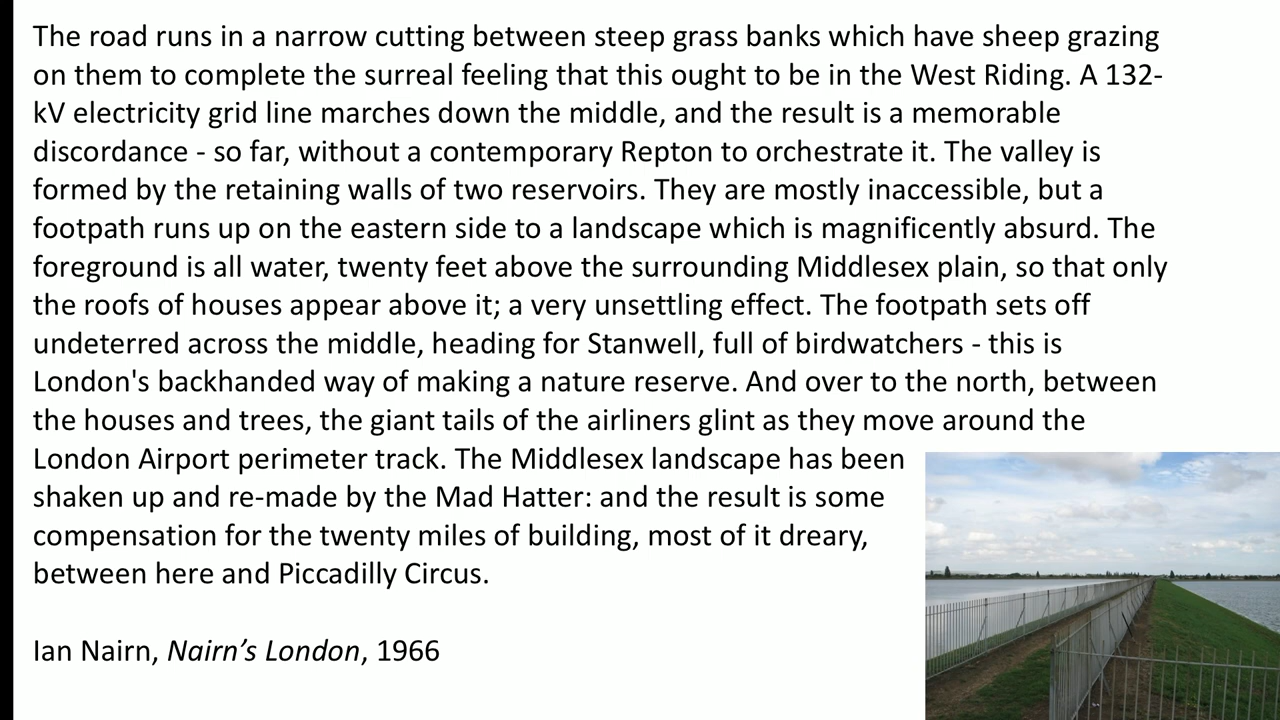 The road runs in a narrow cutting between steep grass banks which have sheep grazing
on them to complete the surreal feeling that this ought to be in the West Riding. A 132-
kV electricity grid line marches down the middle, and the result is a memorable
discordance - so far, without a contemporary Repton to orchestrate it. The valley is
formed by the retaining walls of two reservoirs. They are mostly inaccessible, but a
footpath runs up on the eastern side to a landscape which is magnificently absurd. The
foreground is all water, twenty feet above the surrounding Middlesex plain, so that only
the roofs of houses appear above it; a very unsettling effect. The footpath sets off
undeterred across the middle, heading for Stanwell, full of birdwatchers - this is
London's backhanded way of making a nature reserve. And over to the north, between
the houses and trees, the giant tails of the airliners glint as they move around the
London Airport perimeter track. The Middlesex landscape has been
shaken up and re-made by the Mad Hatter: and the result is some
compensation for the twenty miles of building, most of it dreary,
between here and Piccadilly Circus.
Ian Nairn, Nairn’s London, 1966